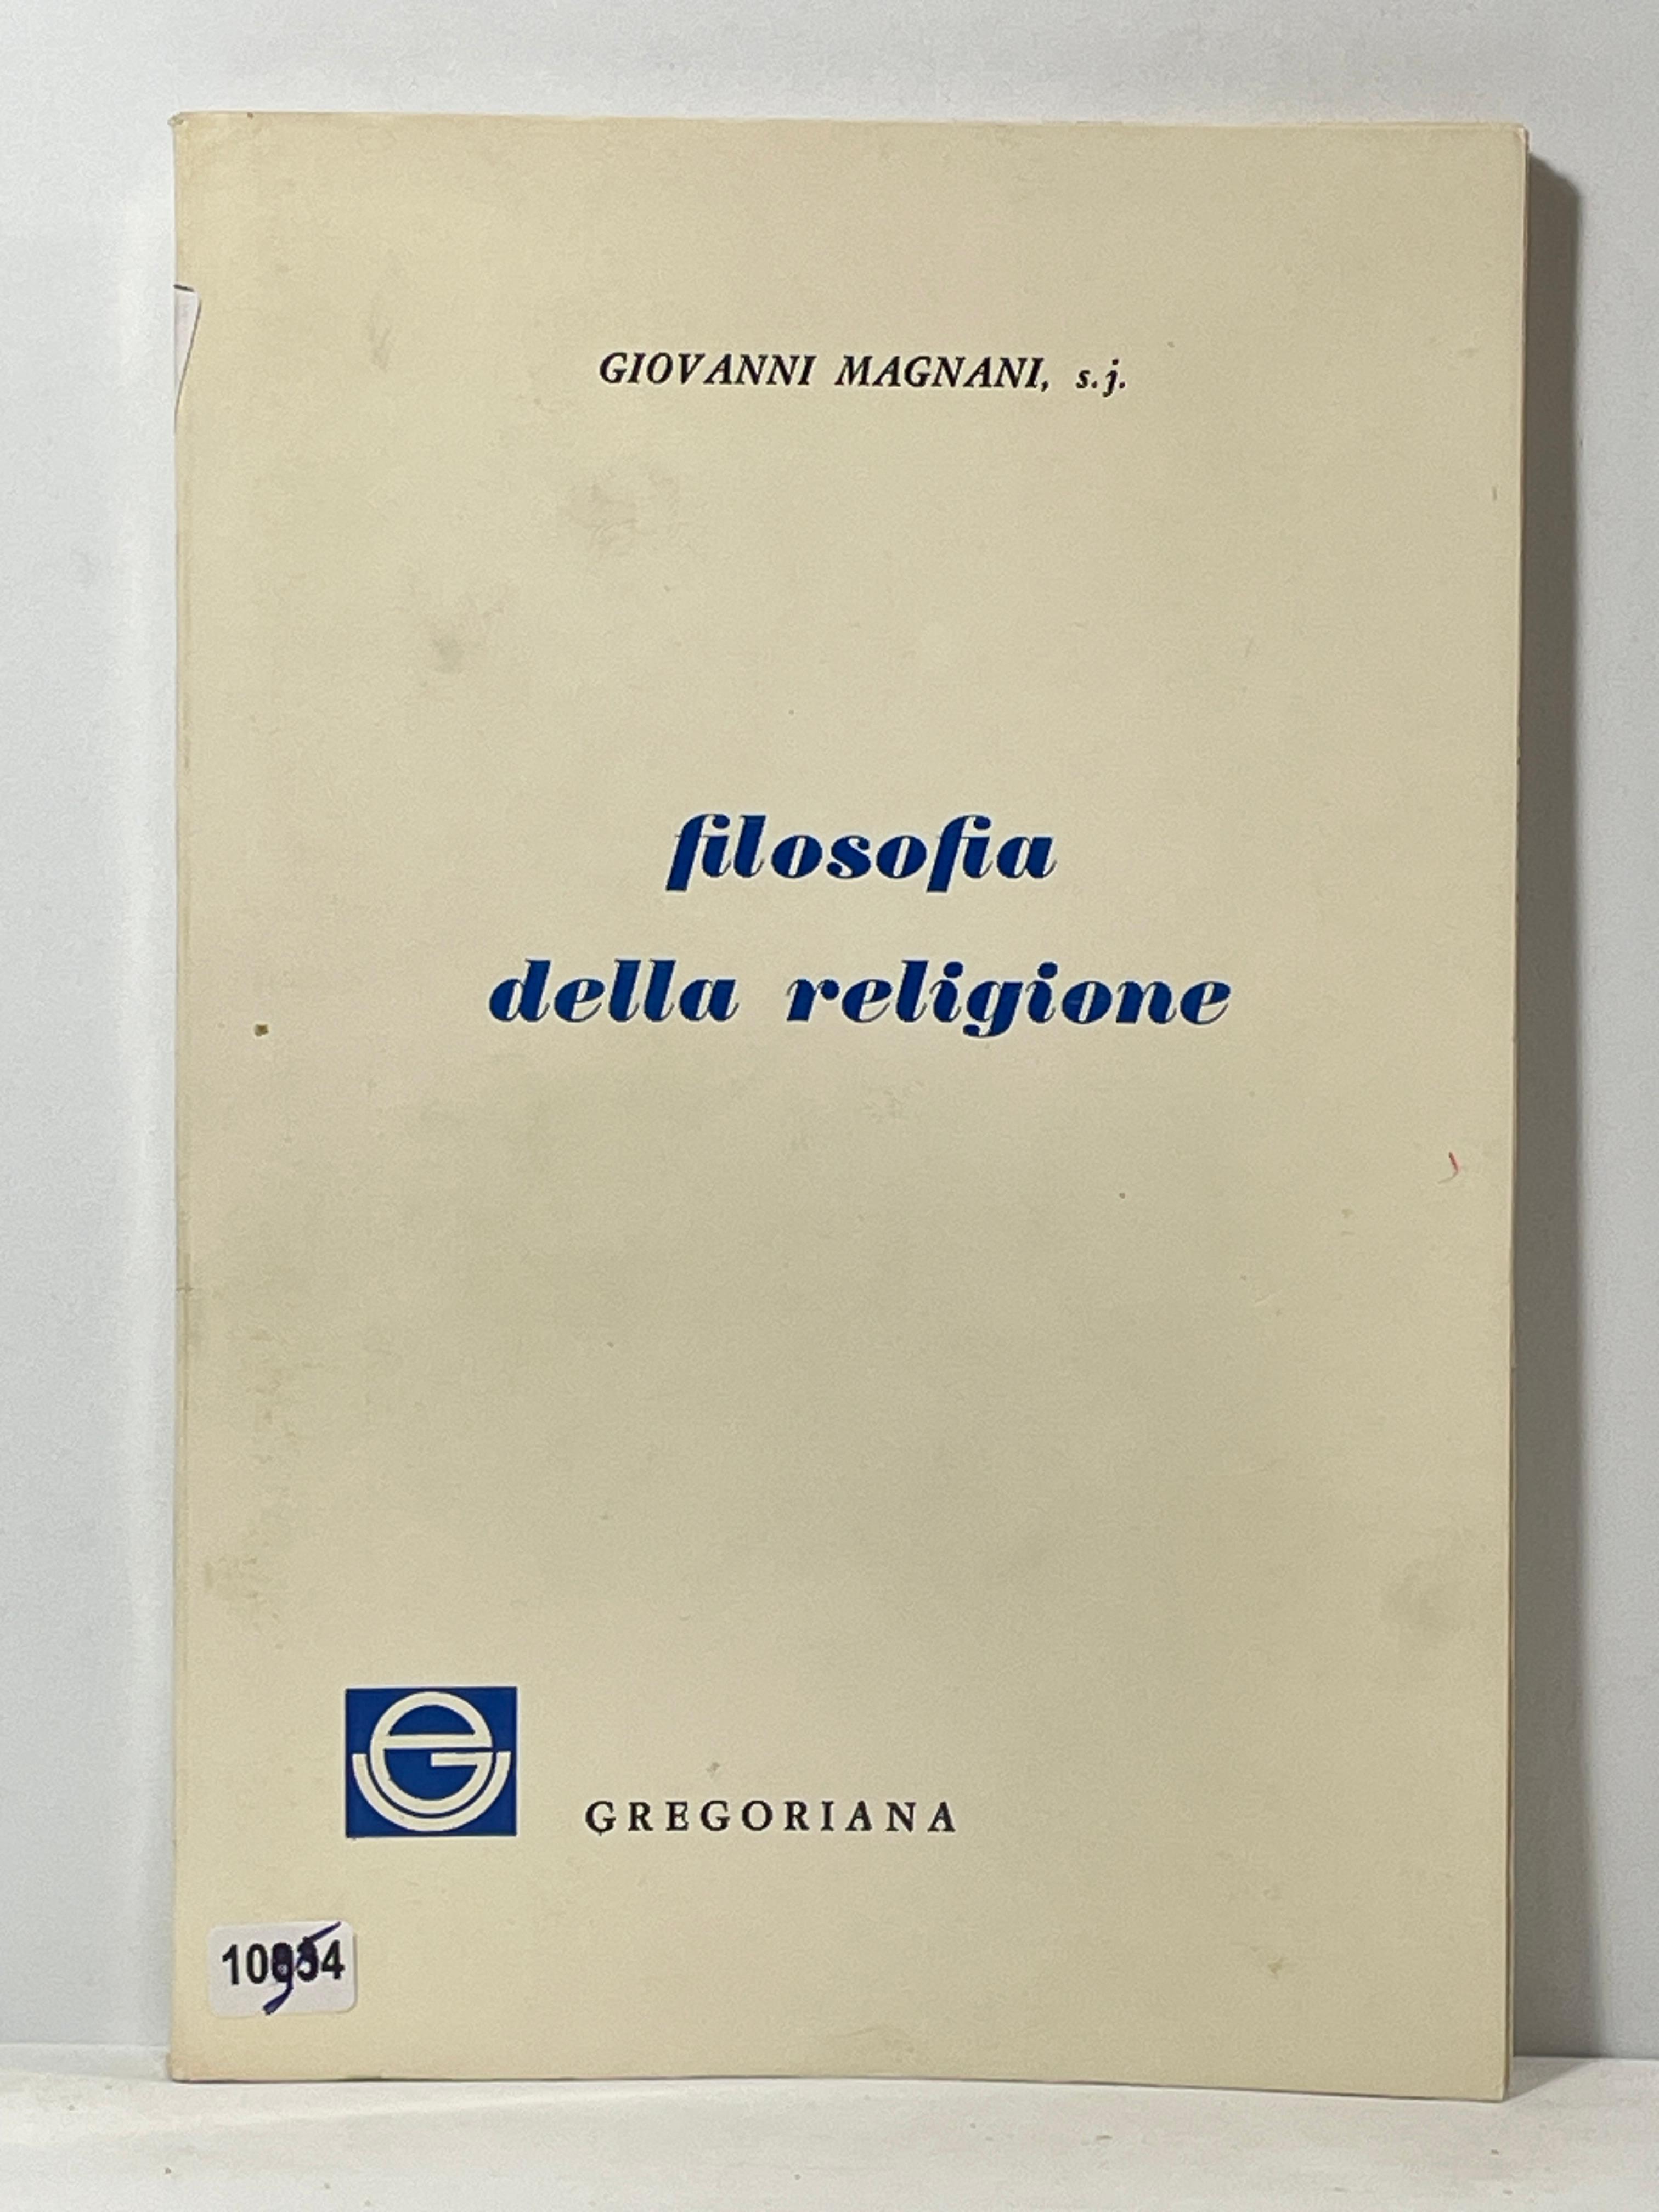 GIOVANNI MAGNANI, s.j.
filosofia
della religione
GREGORIANA